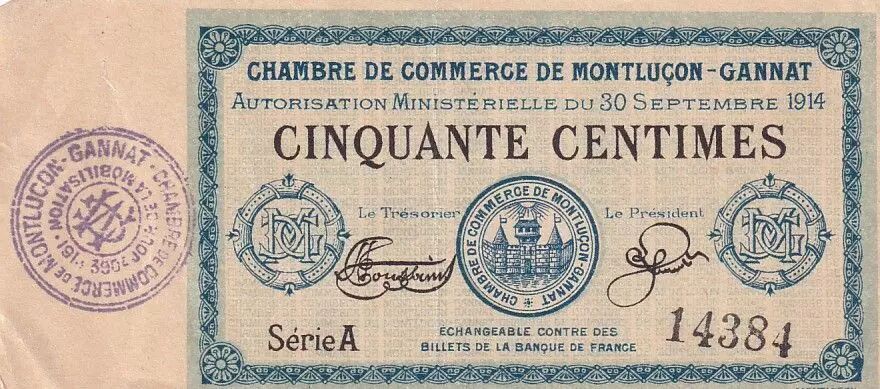 CHAMBRE DE COMMERCE DE MONTLUÇON-GANNAT
AUTORISATION MINISTÉRIELLE DU 30 SEPTEMBRE 1914
CINQUANTE CENTIMES
Le Trésorier
Le Président
CHAMBRE DE COMMERCE DE MONTLUÇON-GANNAT
Série A
ECHANGEABLE CONTRE DES
BILLETS DE LA BANQUE DE FRANCE
14384
CHAMBRE DE COMMERCE DE MONTLUÇON-GANNAT
MOBILISATION